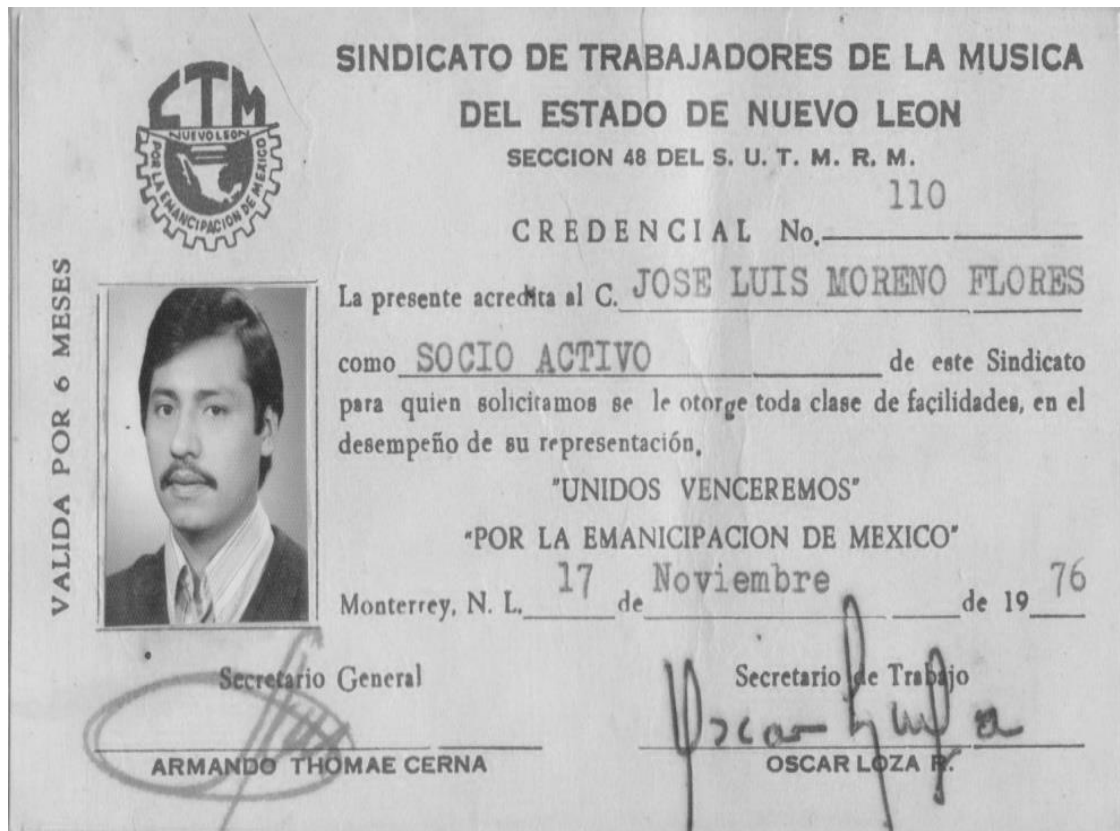 CTM
NUEVO LEON
POR LA EMANCIPACION DE MEXICO
SINDICATO DE TRABAJADORES DE LA MUSICA
DEL ESTADO DE NUEVO LEON
SECCION 48 DEL S. U. T. M. R. M.
110
CREDENCIAL No.
La presente acredita al C. JOSE LUIS MORENO FLORES
como SOCIO ACTIVO de este Sindicato
para quien solicitamos se le otorge toda clase de façilidades, en el
desempeño de su representación.
"UNIDOS VENCEREMOS"
"POR LA EMANICIPACION DE MEXICO"
Monterrey, N. L. 17 de Noviembre de 19 76
VALIDA POR 6 MESES
Secretario General
ARMANDO THOMAE CERNA
Secretario de Trabajo
OSCAR LOZA R.